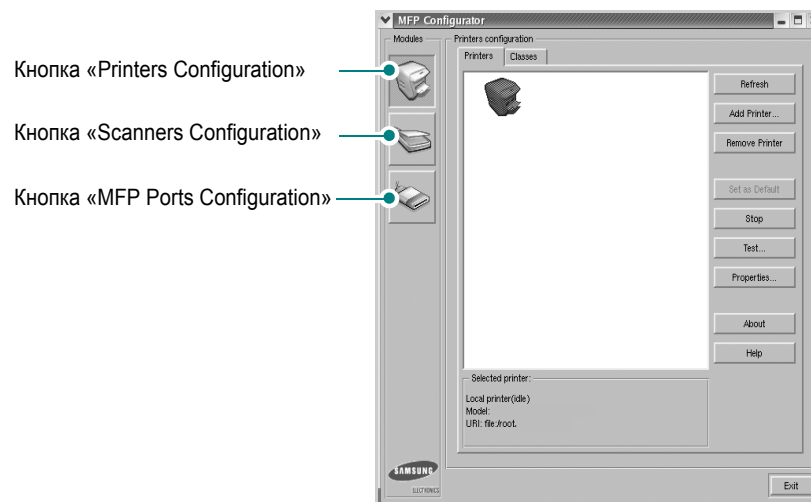 MFP Configurator
Modules
Printers configuration
Printers
Classes
Кнопка «Printers Configuration»
Кнопка «Scanners Configuration»
Кнопка «MFP Ports Configuration»
Refresh
Add Printer...
Remove Printer
Set as Default
Stop
Test...
Properties...
About
Help
Selected printer:
Local printer(idle)
Model:
URI: file:/root.
SAMSUNG
ELECTRONICS
Exit